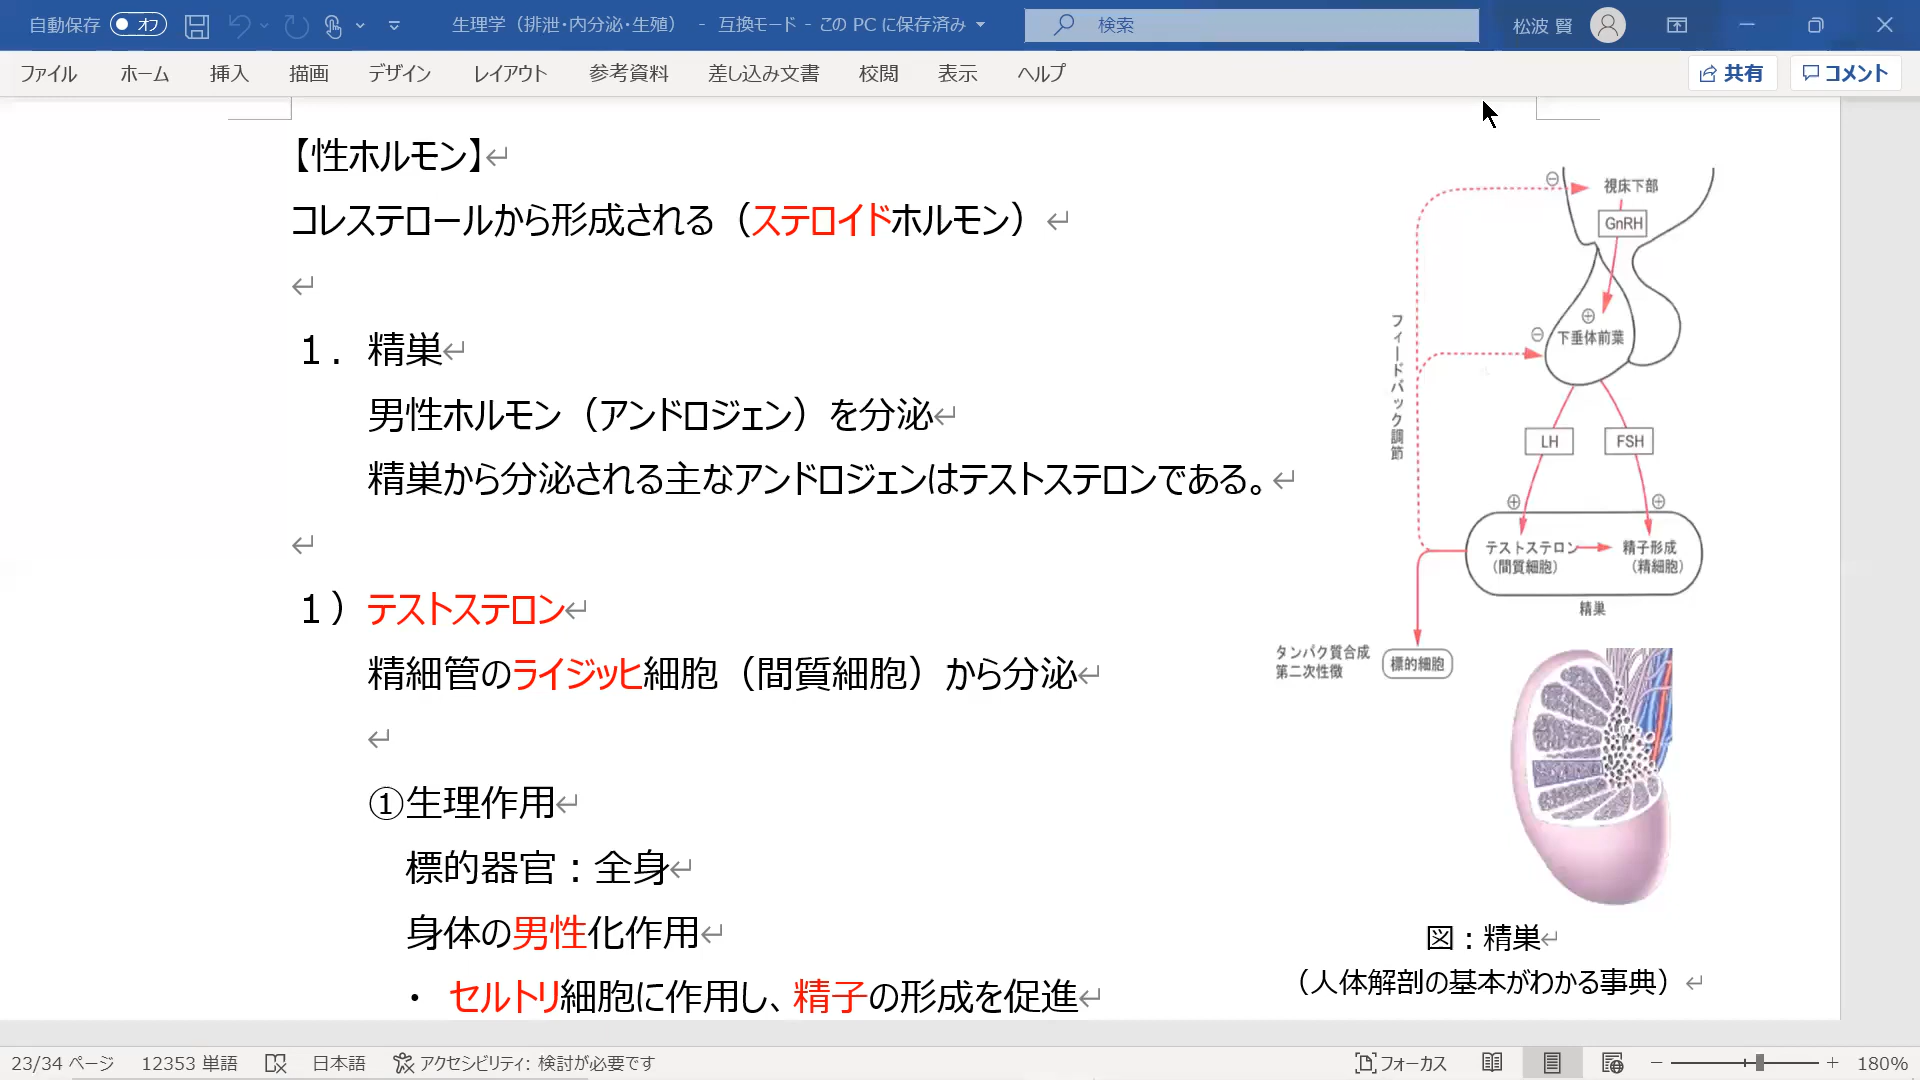 自動保存 オフ 生理学（排泄・内分泌・生殖） - 互換モード - この PC に保存済み 検索 松波 賢
ファイル ホーム 挿入 描画 デザイン レイアウト 参考資料 差し込み文書 校閲 表示 ヘルプ 共有 コメント
【性ホルモン】↵
コレステロールから形成される（ステロイドホルモン）↵
↵
１．精巣↵
男性ホルモン（アンドロジェン）を分泌↵
精巣から分泌される主なアンドロジェンはテストステロンである。↵
↵
１）テストステロン↵
精細管のライジッヒ細胞（間質細胞）から分泌↵
↵
①生理作用↵
標的器官：全身↵
身体の男性化作用↵
・ セルトリ細胞に作用し、精子の形成を促進↵
⊖ 視床下部
GnRH
⊕
⊖ 下垂体前葉
フィードバック調節
LH FSH
⊕ ⊕
テストステロン 精子形成
（間質細胞） （精細胞）
精巣
タンパク質合成
第二次性徴
標的細胞
図：精巣↵
（人体解剖の基本がわかる事典）↵
23/34 ページ 12353 単語 日本語 アクセシビリティ: 検討が必要です フォーカス − + 180%